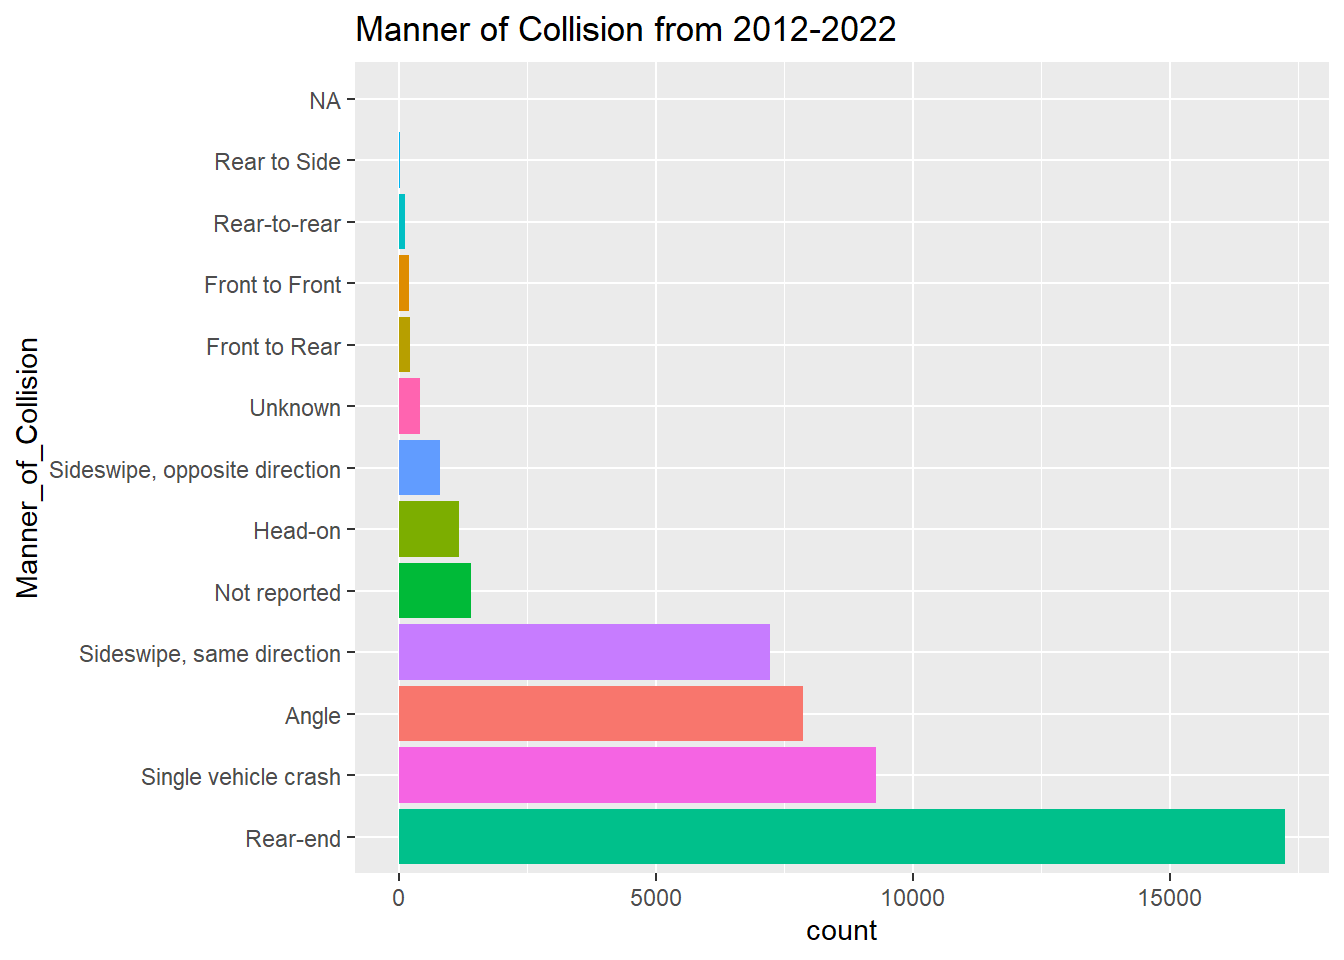 Manner of Collision from 2012-2022
Manner_of_Collision
NA
Rear to Side
Rear-to-rear
Front to Front
Front to Rear
Unknown
Sideswipe, opposite direction
Head-on
Not reported
Sideswipe, same direction
Angle
Single vehicle crash
Rear-end
0 5000 10000 15000
count